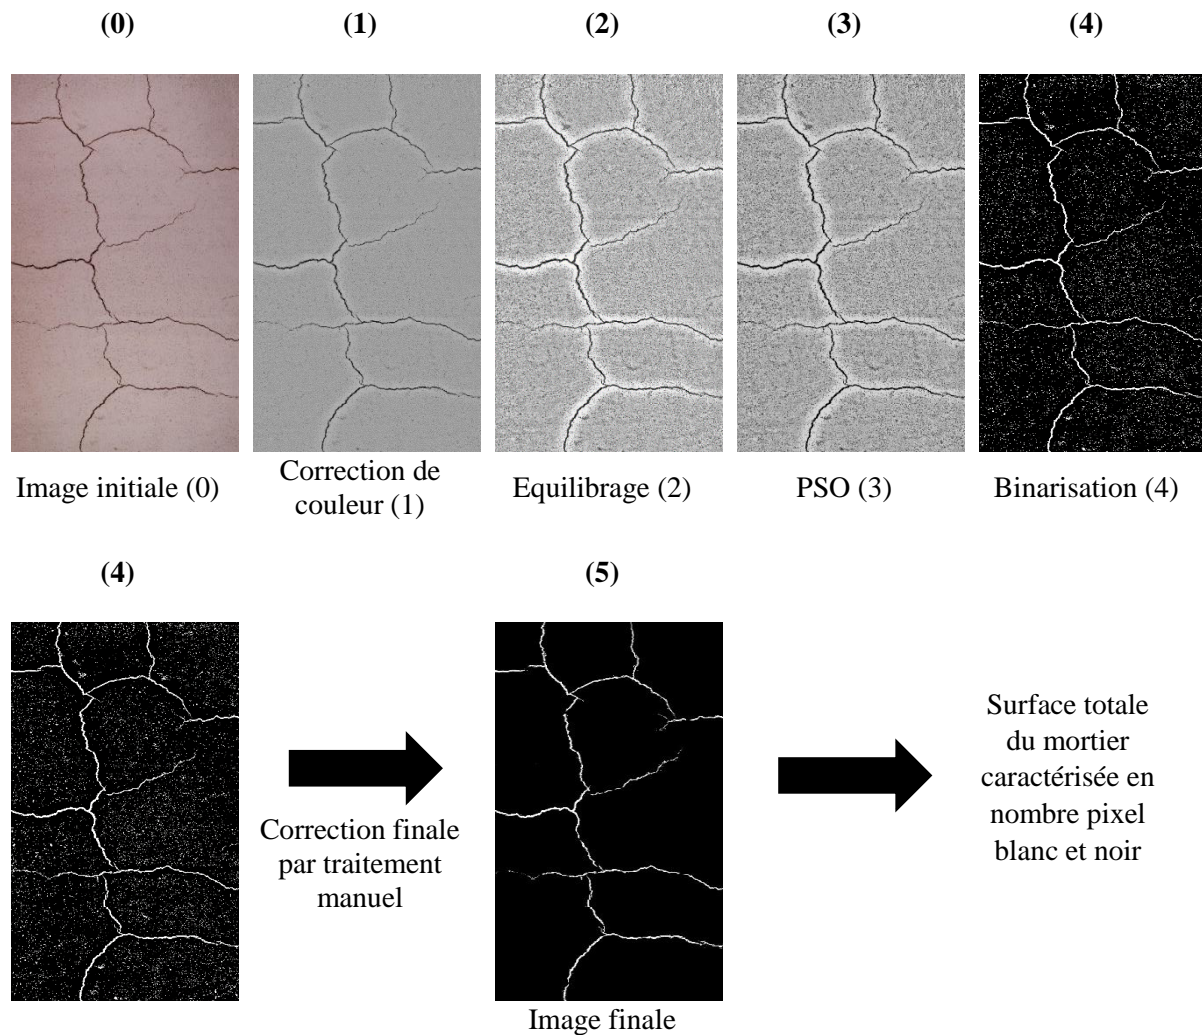 (0) (1) (2) (3) (4)
Image initiale (0)
Correction de
couleur (1)
Equilibrage (2)
PSO (3)
Binarisation (4)
(4) (5)
Correction finale
par traitement
manuel
Surface totale
du mortier
caractérisée en
nombre pixel
blanc et noir
Image finale